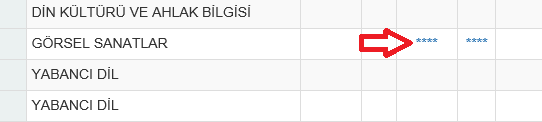 DİN KÜLTÜRÜ VE AHLAK BİLGİSİ
GÖRSEL SANATLAR **** ****
YABANCI DİL
YABANCI DİL